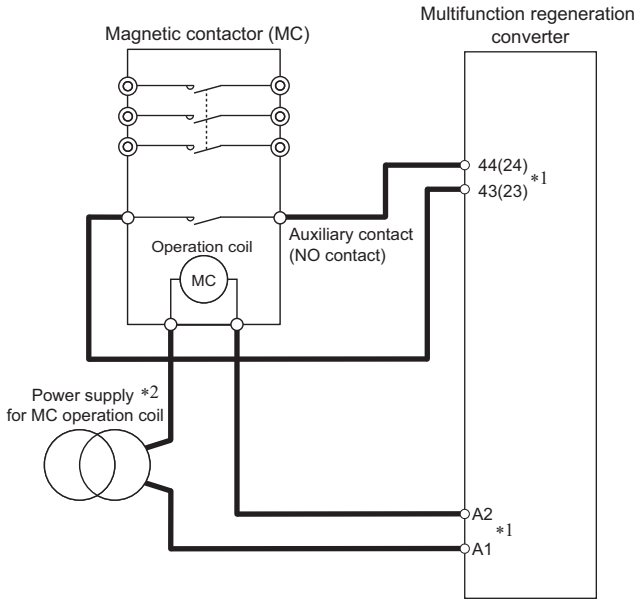 Multifunction regeneration
converter
Magnetic contactor (MC)
44(24)
*1
43(23)
Auxiliary contact
(NO contact)
Operation coil
MC
Power supply *2
for MC operation coil
A2
*1
A1